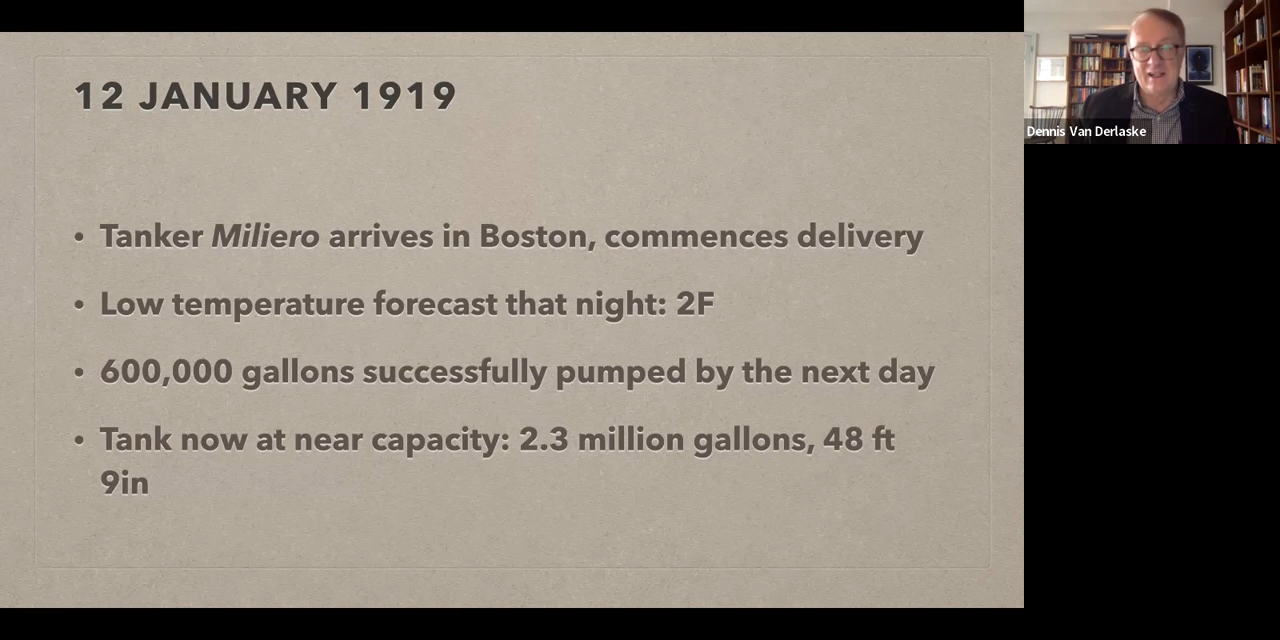 12 JANUARY 1919
• Tanker Miliero arrives in Boston, commences delivery
• Low temperature forecast that night: 2F
• 600,000 gallons successfully pumped by the next day
• Tank now at near capacity: 2.3 million gallons, 48 ft
9in
Dennis Van Derlaske